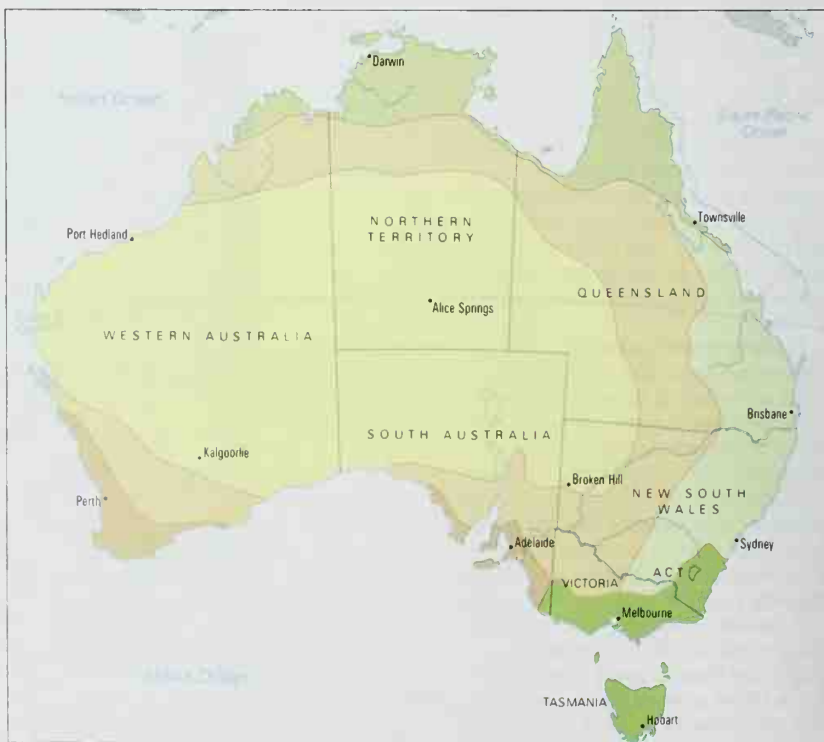 Darwin
Townsville
Port Hedland
NORTHERN
TERRITORY
Alice Springs
QUEENSLAND
WESTERN AUSTRALIA
Brisbane
SOUTH AUSTRALIA
Kalgoorlie
Broken Hill
NEW SOUTH
WALES
Perth
Adelaide
Sydney
ACT
VICTORIA
Melbourne
TASMANIA
Hobart